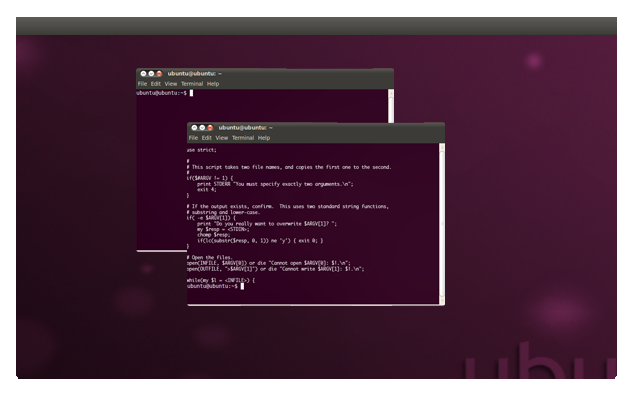 ubuntu@ubuntu: ~
File Edit View Terminal Help
ubuntu@ubuntu:~$
ubuntu@ubuntu: ~
File Edit View Terminal Help
use strict;
#
# This script takes two file names, and copies the first one to the second.
#
if($#ARGV != 1) {
print STDERR "You must specify exactly two arguments.\n";
exit 4;
}
# If the output exists, confirm. This uses two standard string functions,
# substring and lower-case.
if( -e $ARGV[1]) {
print "Do you really want to overwrite $ARGV[1]? ";
my $resp = <STDIN>;
chomp $resp;
if(lc(substr($resp, 0, 1)) ne 'y') { exit 0; }
}
# Open the files.
open(INFILE, $ARGV[0]) or die "Cannot open $ARGV[0]: $!.\n";
open(OUTFILE, ">$ARGV[1]") or die "Cannot write $ARGV[1]: $!.\n";
while(my $l = <INFILE>) {
ubuntu@ubuntu:~$
ubu